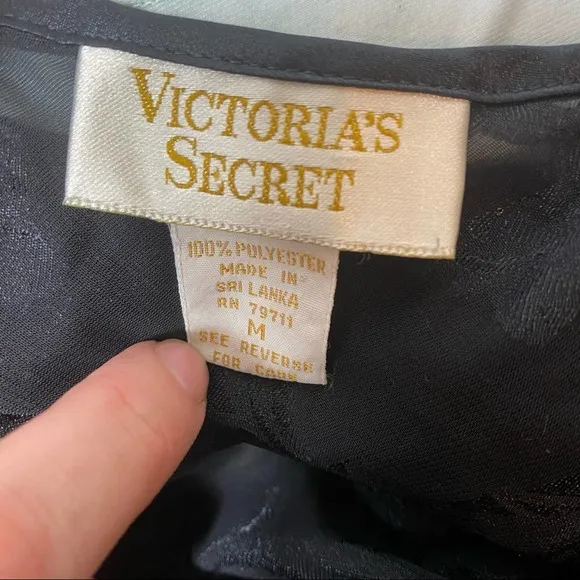 VICTORIA'S
SECRET
100% POLYESTER
MADE IN
SRI LANKA
RN 79711
M
SEE REVERSE
FOR CARE